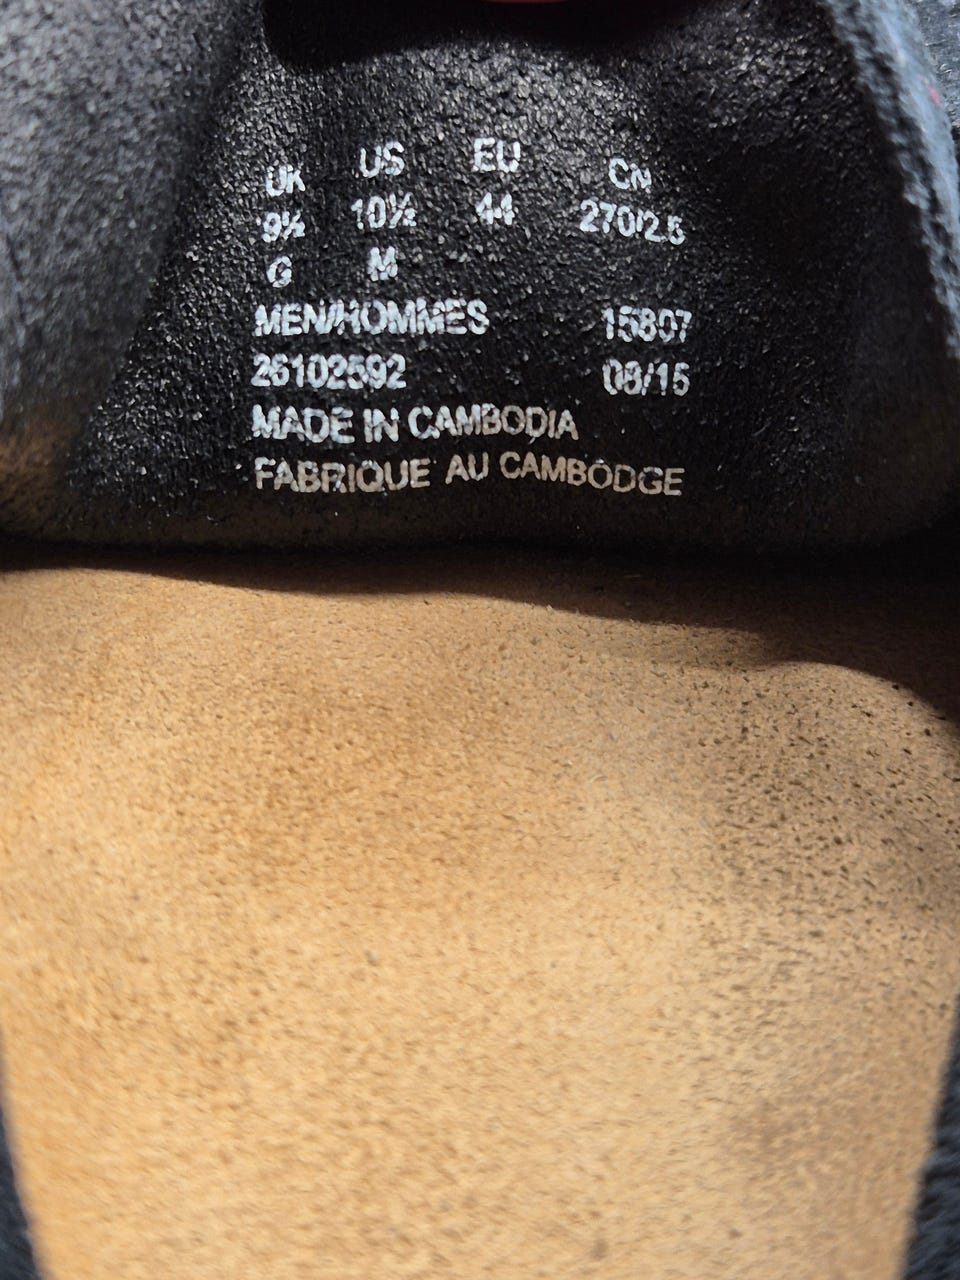 UK US EU CN
9½ 10½ 44 270/2.5
G M
MEN/HOMMES 15807
26102592 08/15
MADE IN CAMBODIA
FABRIQUE AU CAMBODGE